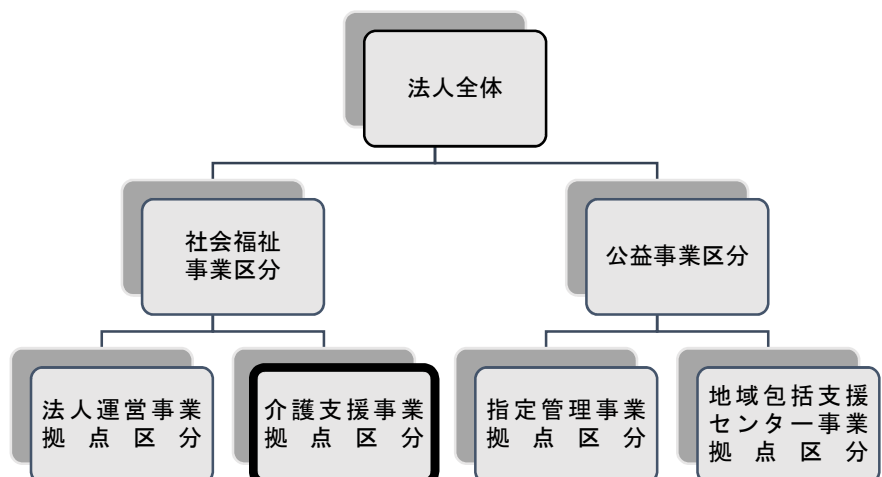 法人全体
社会福祉
事業区分
公益事業区分
法人運営事業
拠点区分
介護支援事業
拠点区分
指定管理事業
拠点区分
地域包括支援
センター事業
拠点区分